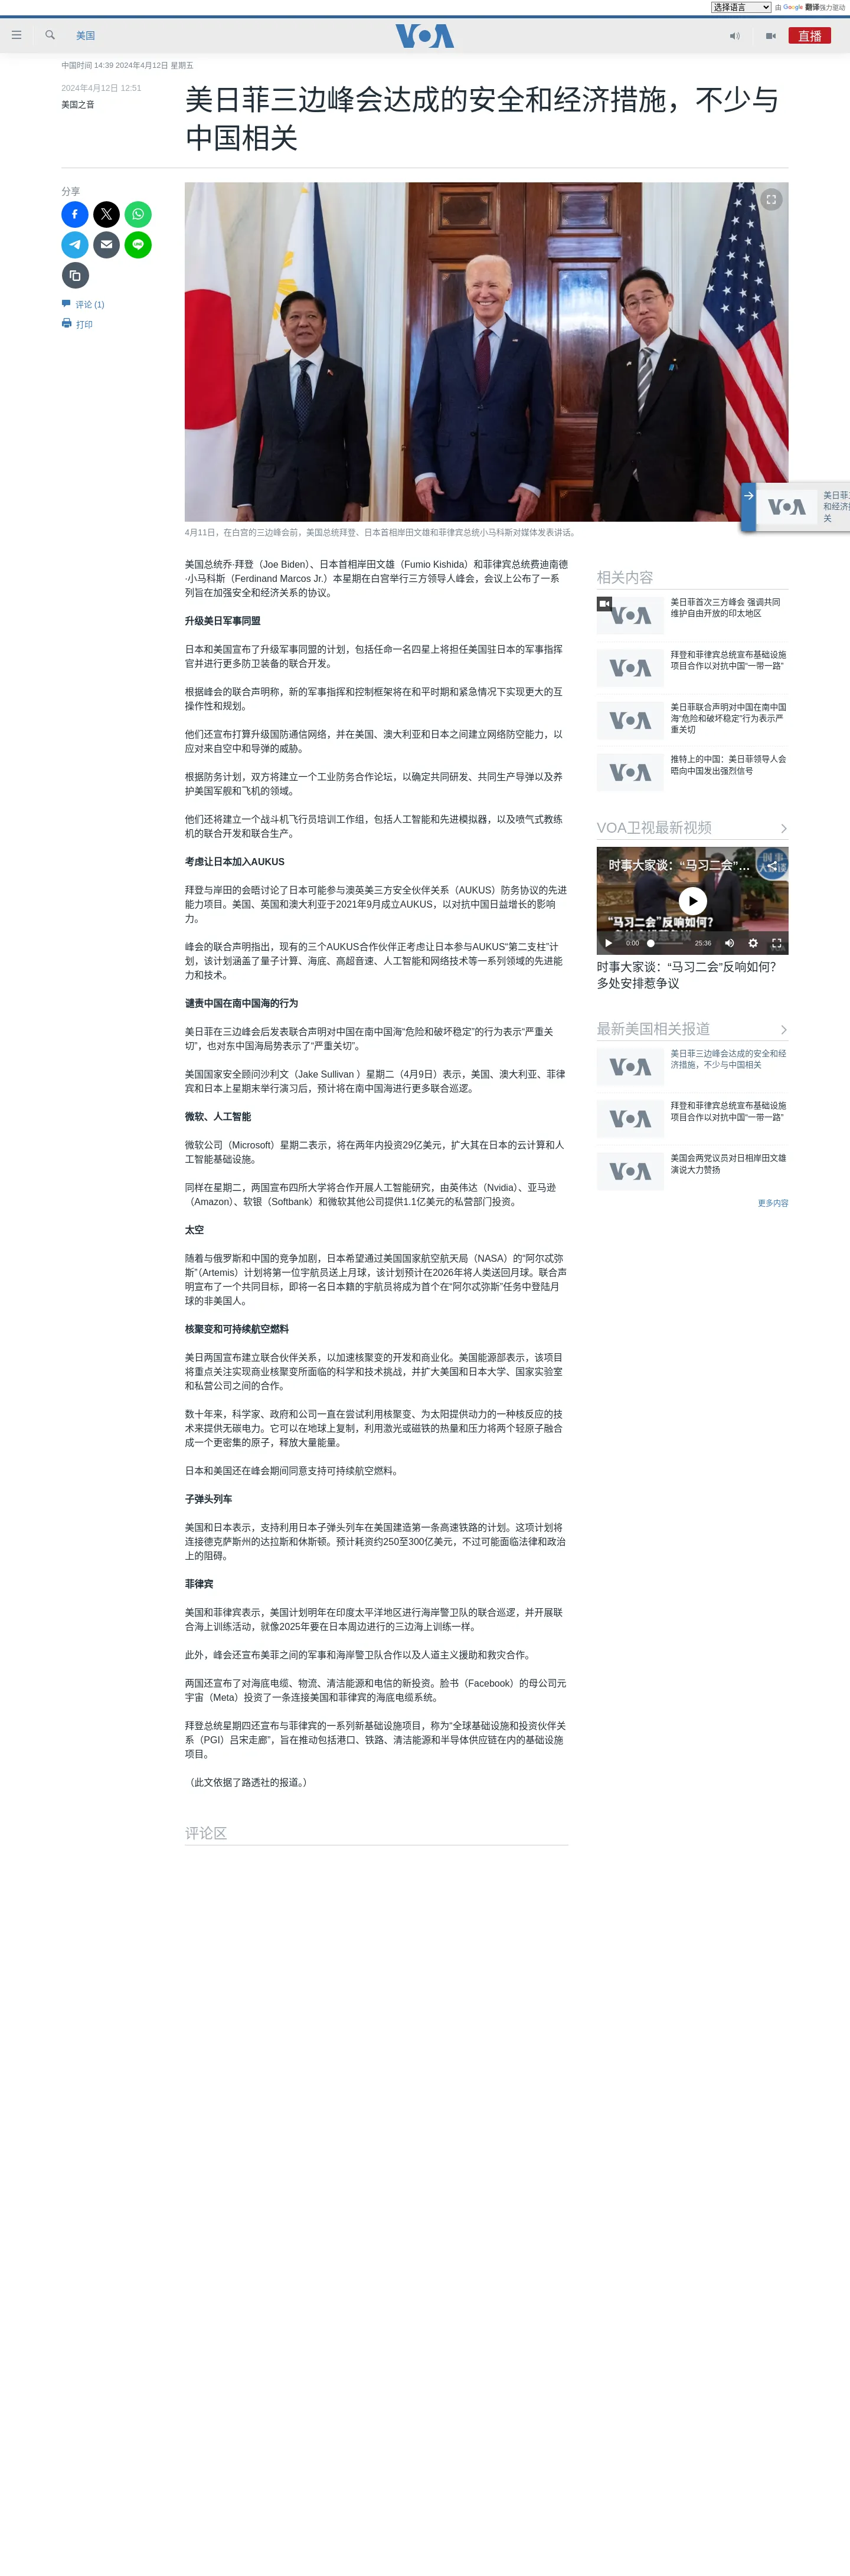 选择语言 由 Google 翻译强力驱动
美国
VOA
直播
中国时间 14:39 2024年4月12日 星期五
2024年4月12日 12:51
美国之音
美日菲三边峰会达成的安全和经济措施，不少与
中国相关
分享
评论 (1)
打印
4月11日，在白宫的三边峰会前，美国总统拜登、日本首相岸田文雄和菲律宾总统小马科斯对媒体发表讲话。
美日菲三
和经济措
关
美国总统乔·拜登（Joe Biden）、日本首相岸田文雄（Fumio Kishida）和菲律宾总统费迪南德
·小马科斯（Ferdinand Marcos Jr.）本星期在白宫举行三方领导人峰会，会议上公布了一系
列旨在加强安全和经济关系的协议。
升级美日军事同盟
日本和美国宣布了升级军事同盟的计划，包括任命一名四星上将担任美国驻日本的军事指挥
官并进行更多防卫装备的联合开发。
根据峰会的联合声明称，新的军事指挥和控制框架将在和平时期和紧急情况下实现更大的互
操作性和规划。
他们还宣布打算升级国防通信网络，并在美国、澳大利亚和日本之间建立网络防空能力，以
应对来自空中和导弹的威胁。
根据防务计划，双方将建立一个工业防务合作论坛，以确定共同研发、共同生产导弹以及养
护美国军舰和飞机的领域。
他们还将建立一个战斗机飞行员培训工作组，包括人工智能和先进模拟器，以及喷气式教练
机的联合开发和联合生产。
考虑让日本加入AUKUS
拜登与岸田的会晤讨论了日本可能参与澳英美三方安全伙伴关系（AUKUS）防务协议的先进
能力项目。美国、英国和澳大利亚于2021年9月成立AUKUS，以对抗中国日益增长的影响
力。
峰会的联合声明指出，现有的三个AUKUS合作伙伴正考虑让日本参与AUKUS“第二支柱”计
划，该计划涵盖了量子计算、海底、高超音速、人工智能和网络技术等一系列领域的先进能
力和技术。
谴责中国在南中国海的行为
美日菲在三边峰会后发表联合声明对中国在南中国海“危险和破坏稳定”的行为表示“严重关
切”，也对东中国海局势表示了“严重关切”。
美国国家安全顾问沙利文（Jake Sullivan ）星期二（4月9日）表示，美国、澳大利亚、菲律
宾和日本上星期末举行演习后，预计将在南中国海进行更多联合巡逻。
微软、人工智能
微软公司（Microsoft）星期二表示，将在两年内投资29亿美元，扩大其在日本的云计算和人
工智能基础设施。
同样在星期二，两国宣布四所大学将合作开展人工智能研究，由英伟达（Nvidia）、亚马逊
（Amazon）、软银（Softbank）和微软其他公司提供1.1亿美元的私营部门投资。
太空
随着与俄罗斯和中国的竞争加剧，日本希望通过美国国家航空航天局（NASA）的“阿尔忒弥
斯”（Artemis）计划将第一位宇航员送上月球，该计划预计在2026年将人类送回月球。联合声
明宣布了一个共同目标，即将一名日本籍的宇航员将成为首个在“阿尔忒弥斯”任务中登陆月
球的非美国人。
核聚变和可持续航空燃料
美日两国宣布建立联合伙伴关系，以加速核聚变的开发和商业化。美国能源部表示，该项目
将重点关注实现商业核聚变所面临的科学和技术挑战，并扩大美国和日本大学、国家实验室
和私营公司之间的合作。
数十年来，科学家、政府和公司一直在尝试利用核聚变、为太阳提供动力的一种核反应的技
术来提供无碳电力。它可以在地球上复制，利用激光或磁铁的热量和压力将两个轻原子融合
成一个更密集的原子，释放大量能量。
日本和美国还在峰会期间同意支持可持续航空燃料。
子弹头列车
美国和日本表示，支持利用日本子弹头列车在美国建造第一条高速铁路的计划。这项计划将
连接德克萨斯州的达拉斯和休斯顿。预计耗资约250至300亿美元，不过可能面临法律和政治
上的阻碍。
菲律宾
美国和菲律宾表示，美国计划明年在印度太平洋地区进行海岸警卫队的联合巡逻，并开展联
合海上训练活动，就像2025年要在日本周边进行的三边海上训练一样。
此外，峰会还宣布美菲之间的军事和海岸警卫队合作以及人道主义援助和救灾合作。
两国还宣布了对海底电缆、物流、清洁能源和电信的新投资。脸书（Facebook）的母公司元
宇宙（Meta）投资了一条连接美国和菲律宾的海底电缆系统。
拜登总统星期四还宣布与菲律宾的一系列新基础设施项目，称为“全球基础设施和投资伙伴关
系（PGI）吕宋走廊”，旨在推动包括港口、铁路、清洁能源和半导体供应链在内的基础设施
项目。
（此文依据了路透社的报道。）
评论区
相关内容
美日菲首次三方峰会 强调共同
维护自由开放的印太地区
拜登和菲律宾总统宣布基础设施
项目合作以对抗中国“一带一路”
美日菲联合声明对中国在南中国
海“危险和破坏稳定”行为表示严
重关切
推特上的中国：美日菲领导人会
晤向中国发出强烈信号
VOA卫视最新视频
时事大家谈：“马习二会”...
“马习二会”反响如何？
多处安排惹争议
0:00 25:36
时事大家谈：“马习二会”反响如何？
多处安排惹争议
最新美国相关报道
美日菲三边峰会达成的安全和经
济措施，不少与中国相关
拜登和菲律宾总统宣布基础设施
项目合作以对抗中国“一带一路”
美国会两党议员对日相岸田文雄
演说大力赞扬
更多内容